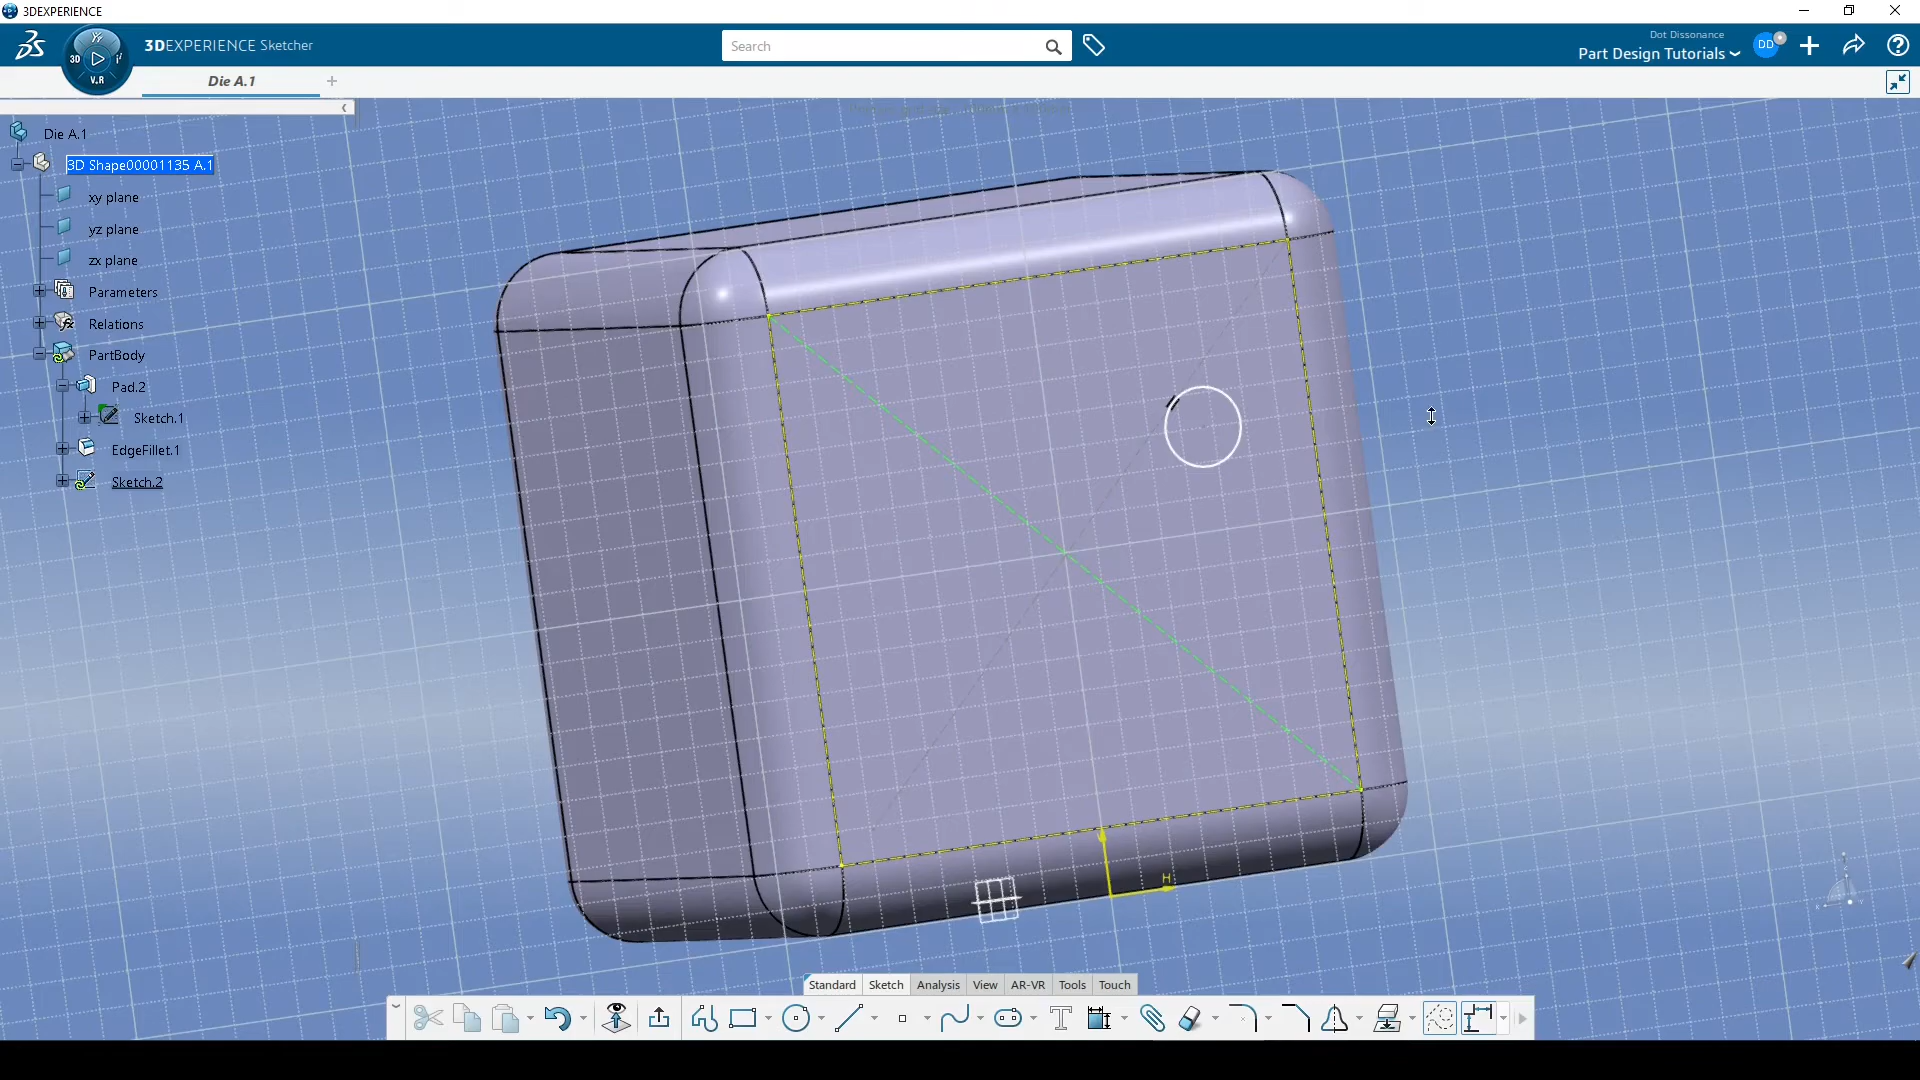 3DEXPERIENCE
3DEXPERIENCE Sketcher
3D
V.R
Search
Dot Dissonance
Part Design Tutorials
DD
Die A.1
Die A.1
3D Shape00001135 A.1
xy plane
yz plane
zx plane
Parameters
Relations
PartBody
Pad.2
Sketch.1
EdgeFillet.1
Sketch.2
H
Standard
Sketch
Analysis
View
AR-VR
Tools
Touch